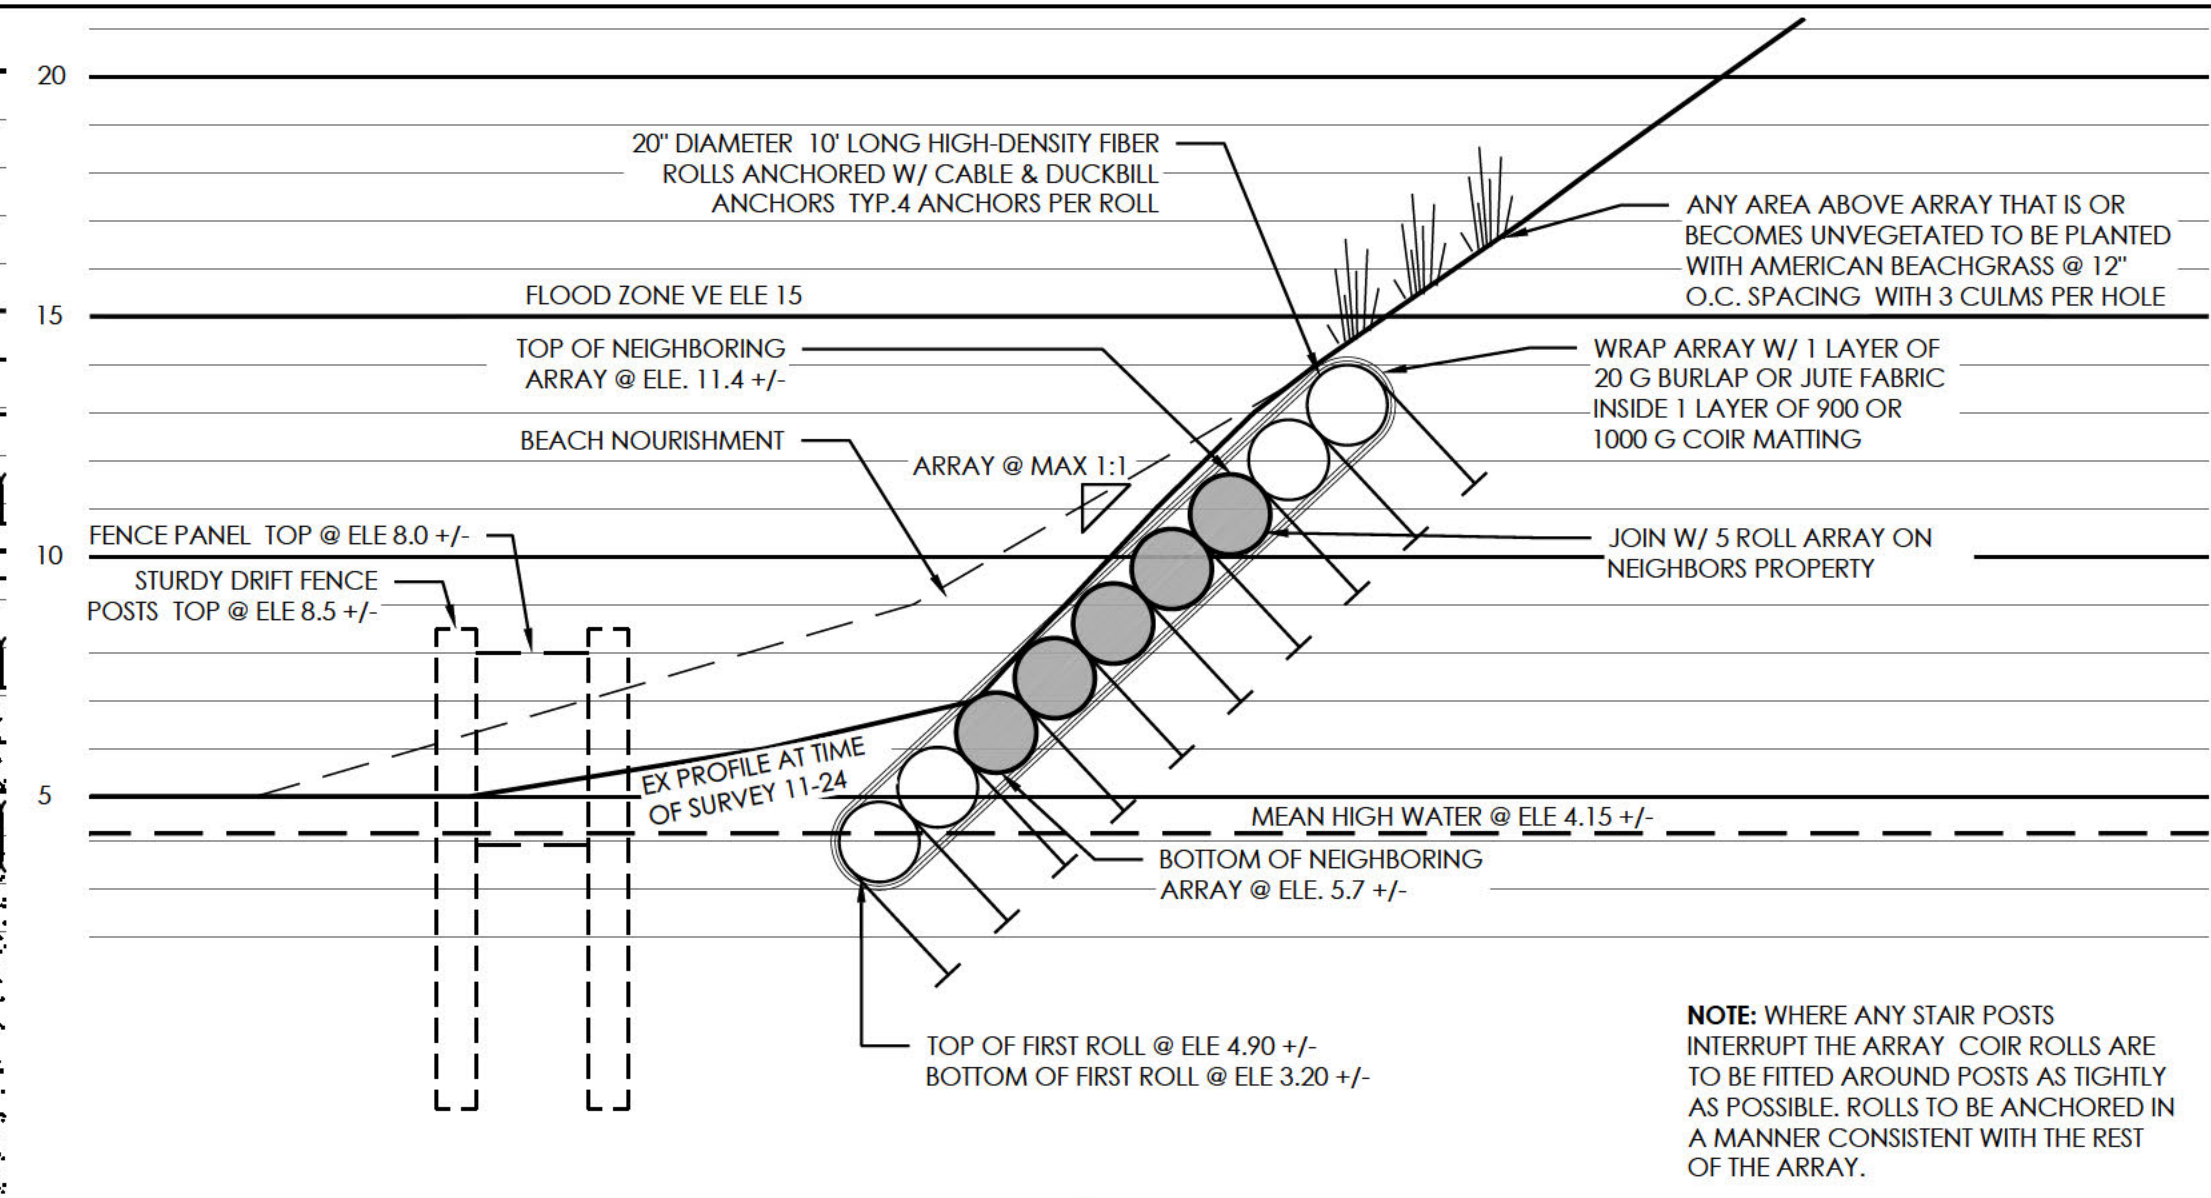 20
15
10
5
20" DIAMETER 10' LONG HIGH-DENSITY FIBER
ROLLS ANCHORED W/ CABLE & DUCKBILL
ANCHORS TYP.4 ANCHORS PER ROLL
ANY AREA ABOVE ARRAY THAT IS OR
BECOMES UNVEGETATED TO BE PLANTED
WITH AMERICAN BEACHGRASS @ 12"
O.C. SPACING WITH 3 CULMS PER HOLE
FLOOD ZONE VE ELE 15
TOP OF NEIGHBORING
ARRAY @ ELE. 11.4 +/-
WRAP ARRAY W/ 1 LAYER OF
20 G BURLAP OR JUTE FABRIC
INSIDE 1 LAYER OF 900 OR
1000 G COIR MATTING
BEACH NOURISHMENT
ARRAY @ MAX 1:1
FENCE PANEL TOP @ ELE 8.0 +/-
STURDY DRIFT FENCE
POSTS TOP @ ELE 8.5 +/-
JOIN W/ 5 ROLL ARRAY ON
NEIGHBORS PROPERTY
EX PROFILE AT TIME
OF SURVEY 11-24
MEAN HIGH WATER @ ELE 4.15 +/-
BOTTOM OF NEIGHBORING
ARRAY @ ELE. 5.7 +/-
TOP OF FIRST ROLL @ ELE 4.90 +/-
BOTTOM OF FIRST ROLL @ ELE 3.20 +/-
NOTE: WHERE ANY STAIR POSTS
INTERRUPT THE ARRAY COIR ROLLS ARE
TO BE FITTED AROUND POSTS AS TIGHTLY
AS POSSIBLE. ROLLS TO BE ANCHORED IN
A MANNER CONSISTENT WITH THE REST
OF THE ARRAY.